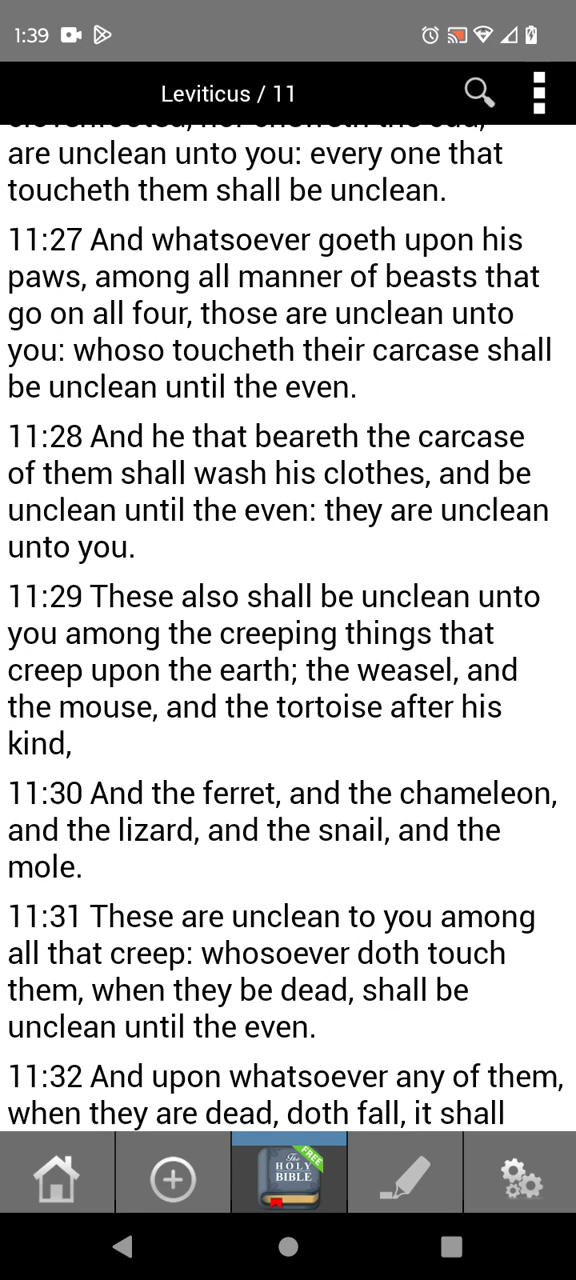 1:39
Leviticus / 11
are unclean unto you: every one that
toucheth them shall be unclean.
11:27 And whatsoever goeth upon his
paws, among all manner of beasts that
go on all four, those are unclean unto
you: whoso toucheth their carcase shall
be unclean until the even.
11:28 And he that beareth the carcase
of them shall wash his clothes, and be
unclean until the even: they are unclean
unto you.
11:29 These also shall be unclean unto
you among the creeping things that
creep upon the earth; the weasel, and
the mouse, and the tortoise after his
kind,
11:30 And the ferret, and the chameleon,
and the lizard, and the snail, and the
mole.
11:31 These are unclean to you among
all that creep: whosoever doth touch
them, when they be dead, shall be
unclean until the even.
11:32 And upon whatsoever any of them,
when they are dead, doth fall, it shall
The
HOLY
BIBLE
FREE